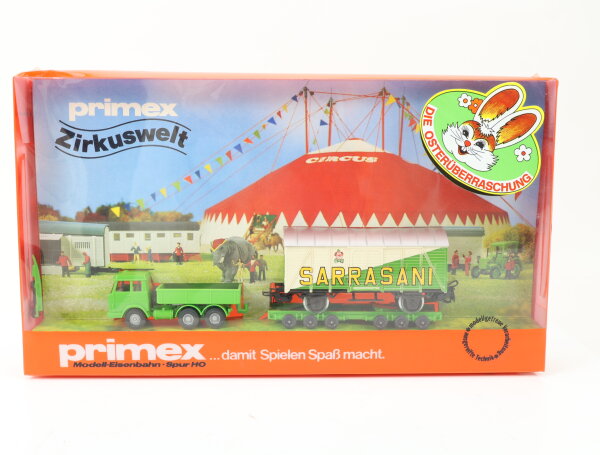 primex
Zirkuswelt
DIE OSTERÜBERRASCHUNG
CIRCUS
SARRASANI
primex
Modell-Eisenbahn · Spur HO
...damit Spielen Spaß macht.